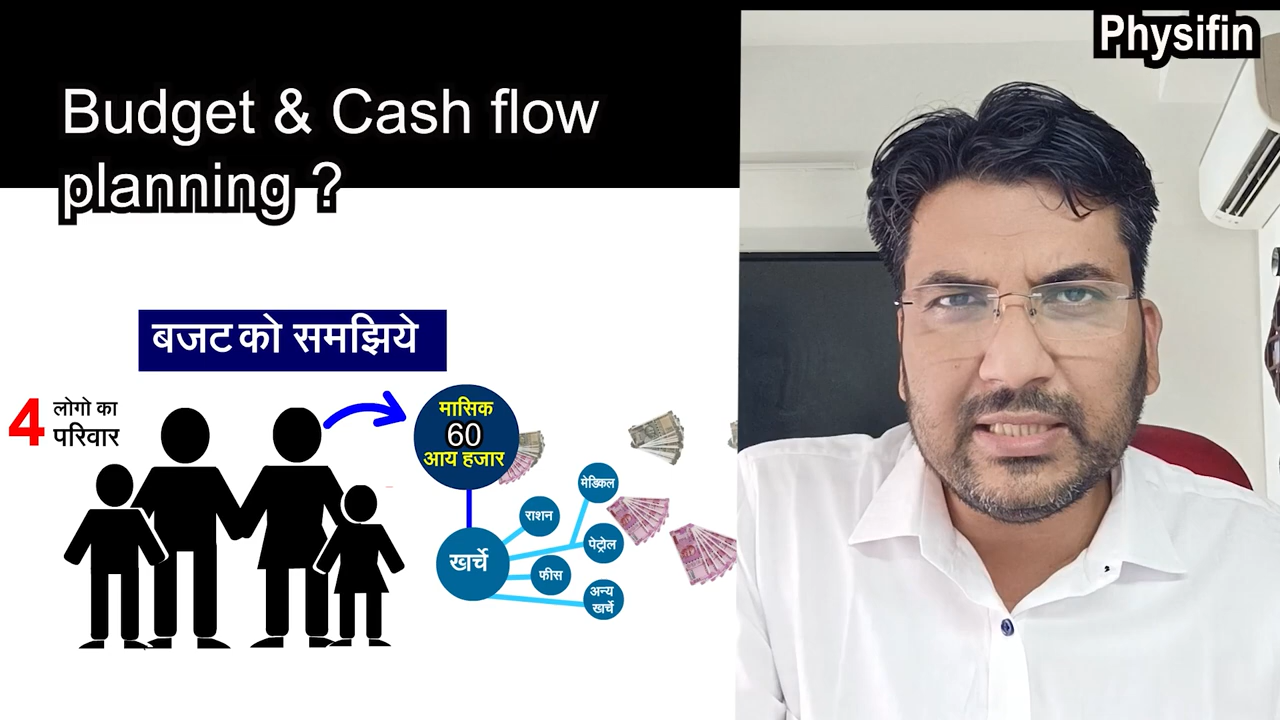 Physifin
Budget & Cash flow
planning ?
बजट को समझिये
4
लोगो का
परिवार
मासिक
60
आय हजार
खर्चे
मेडिकल
राशन
पेट्रोल
फीस
अन्य
खर्चे